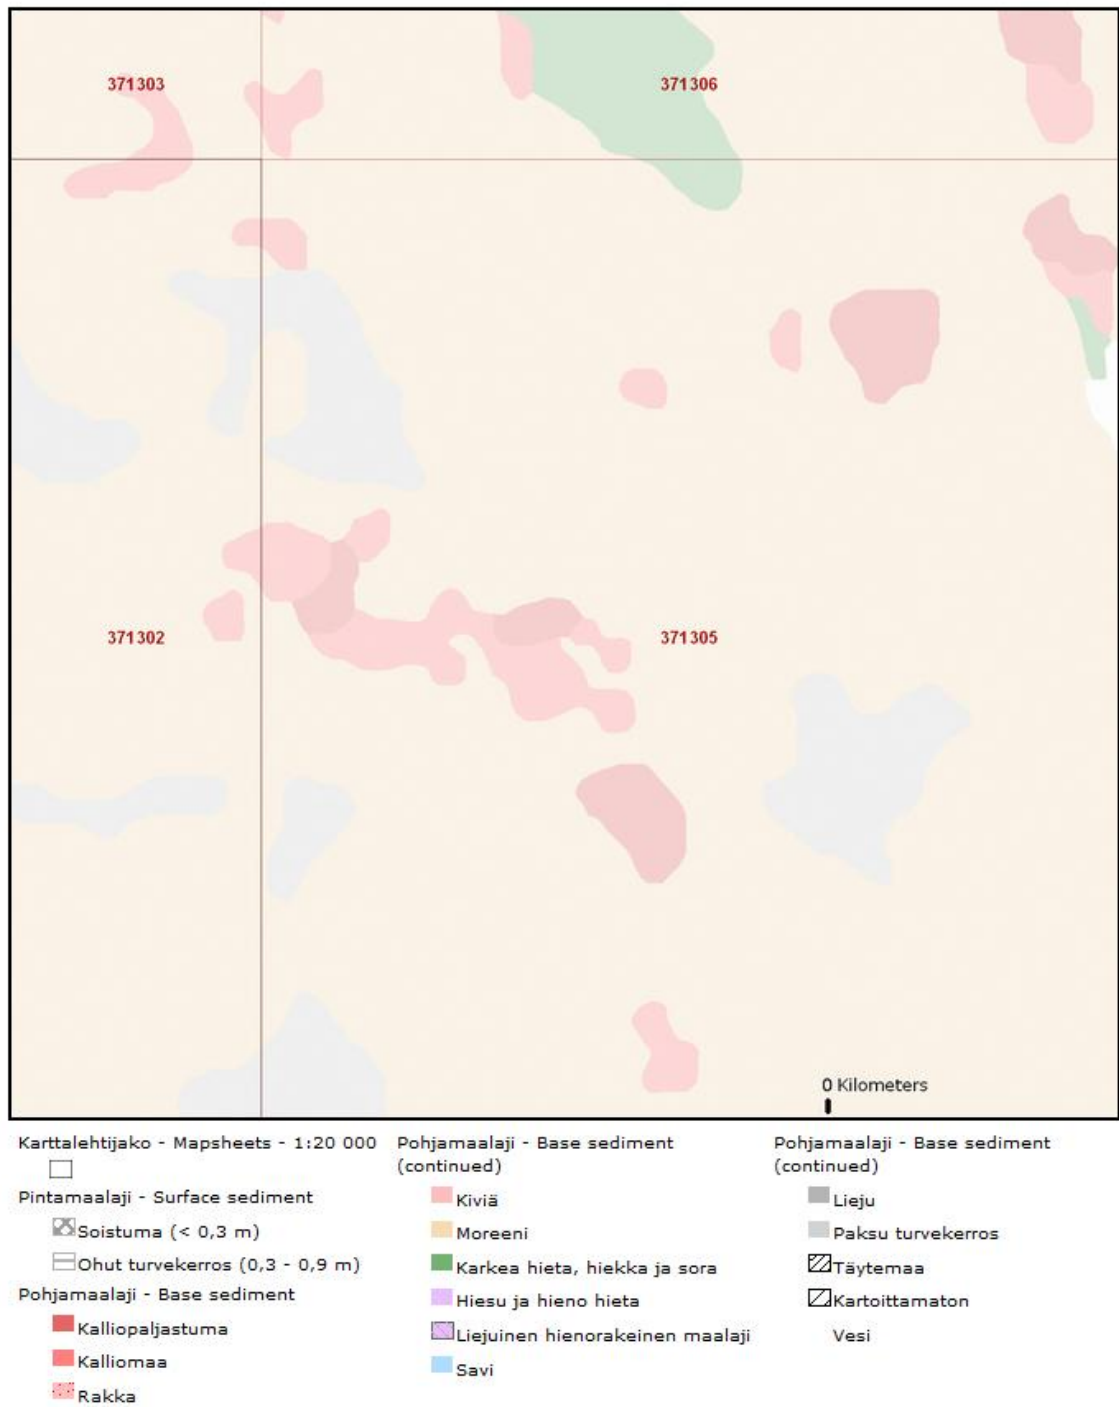 371303
371306
371302
371305
0 Kilometers
Karttalehtijako - Mapsheets - 1:20 000
Pintamaalaji - Surface sediment
Soistuma (< 0,3 m)
Ohut turvekerros (0,3 - 0,9 m)
Pohjamaalaji - Base sediment
Kalliopaljastuma
Kalliomaa
Rakka
Pohjamaalaji - Base sediment
(continued)
Kiviä
Moreeni
Karkea hieta, hiekka ja sora
Hiesu ja hieno hieta
Liejuinen hienorakeinen maalaji
Savi
Pohjamaalaji - Base sediment
(continued)
Lieju
Paksu turvekerros
Täytemaa
Kartoittamaton
Vesi